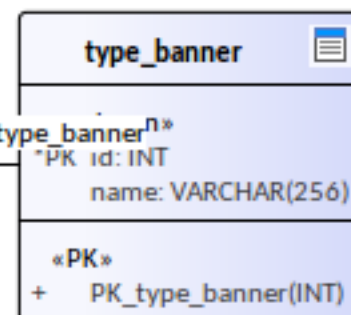 type_banner
n»
type_banner
*PK id: INT
name: VARCHAR(256)
«PK»
+ PK_type_banner(INT)